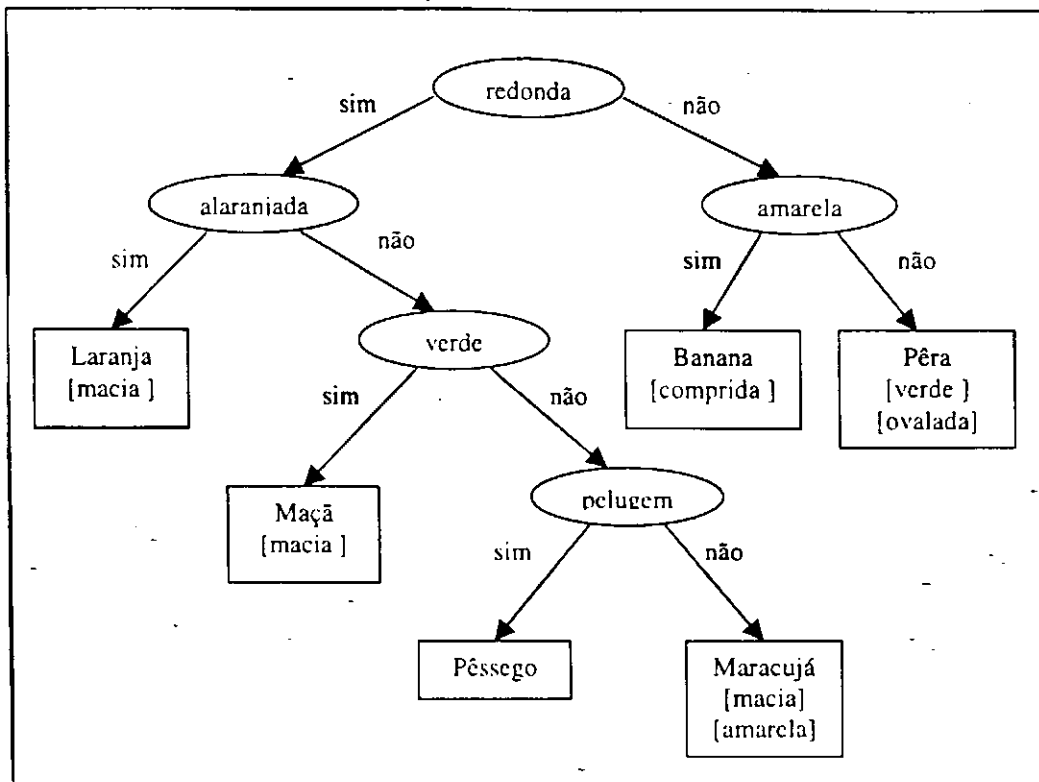 redonda
sim
não
alaranjada
amarela
sim
não
sim
não
Laranja
[macia ]
verde
Banana
[comprida ]
Pêra
[verde ]
[ovalada]
sim
não
Maçã
[macia ]
pelugem
sim
não
Pêssego
Maracujá
[macia]
[amarela]